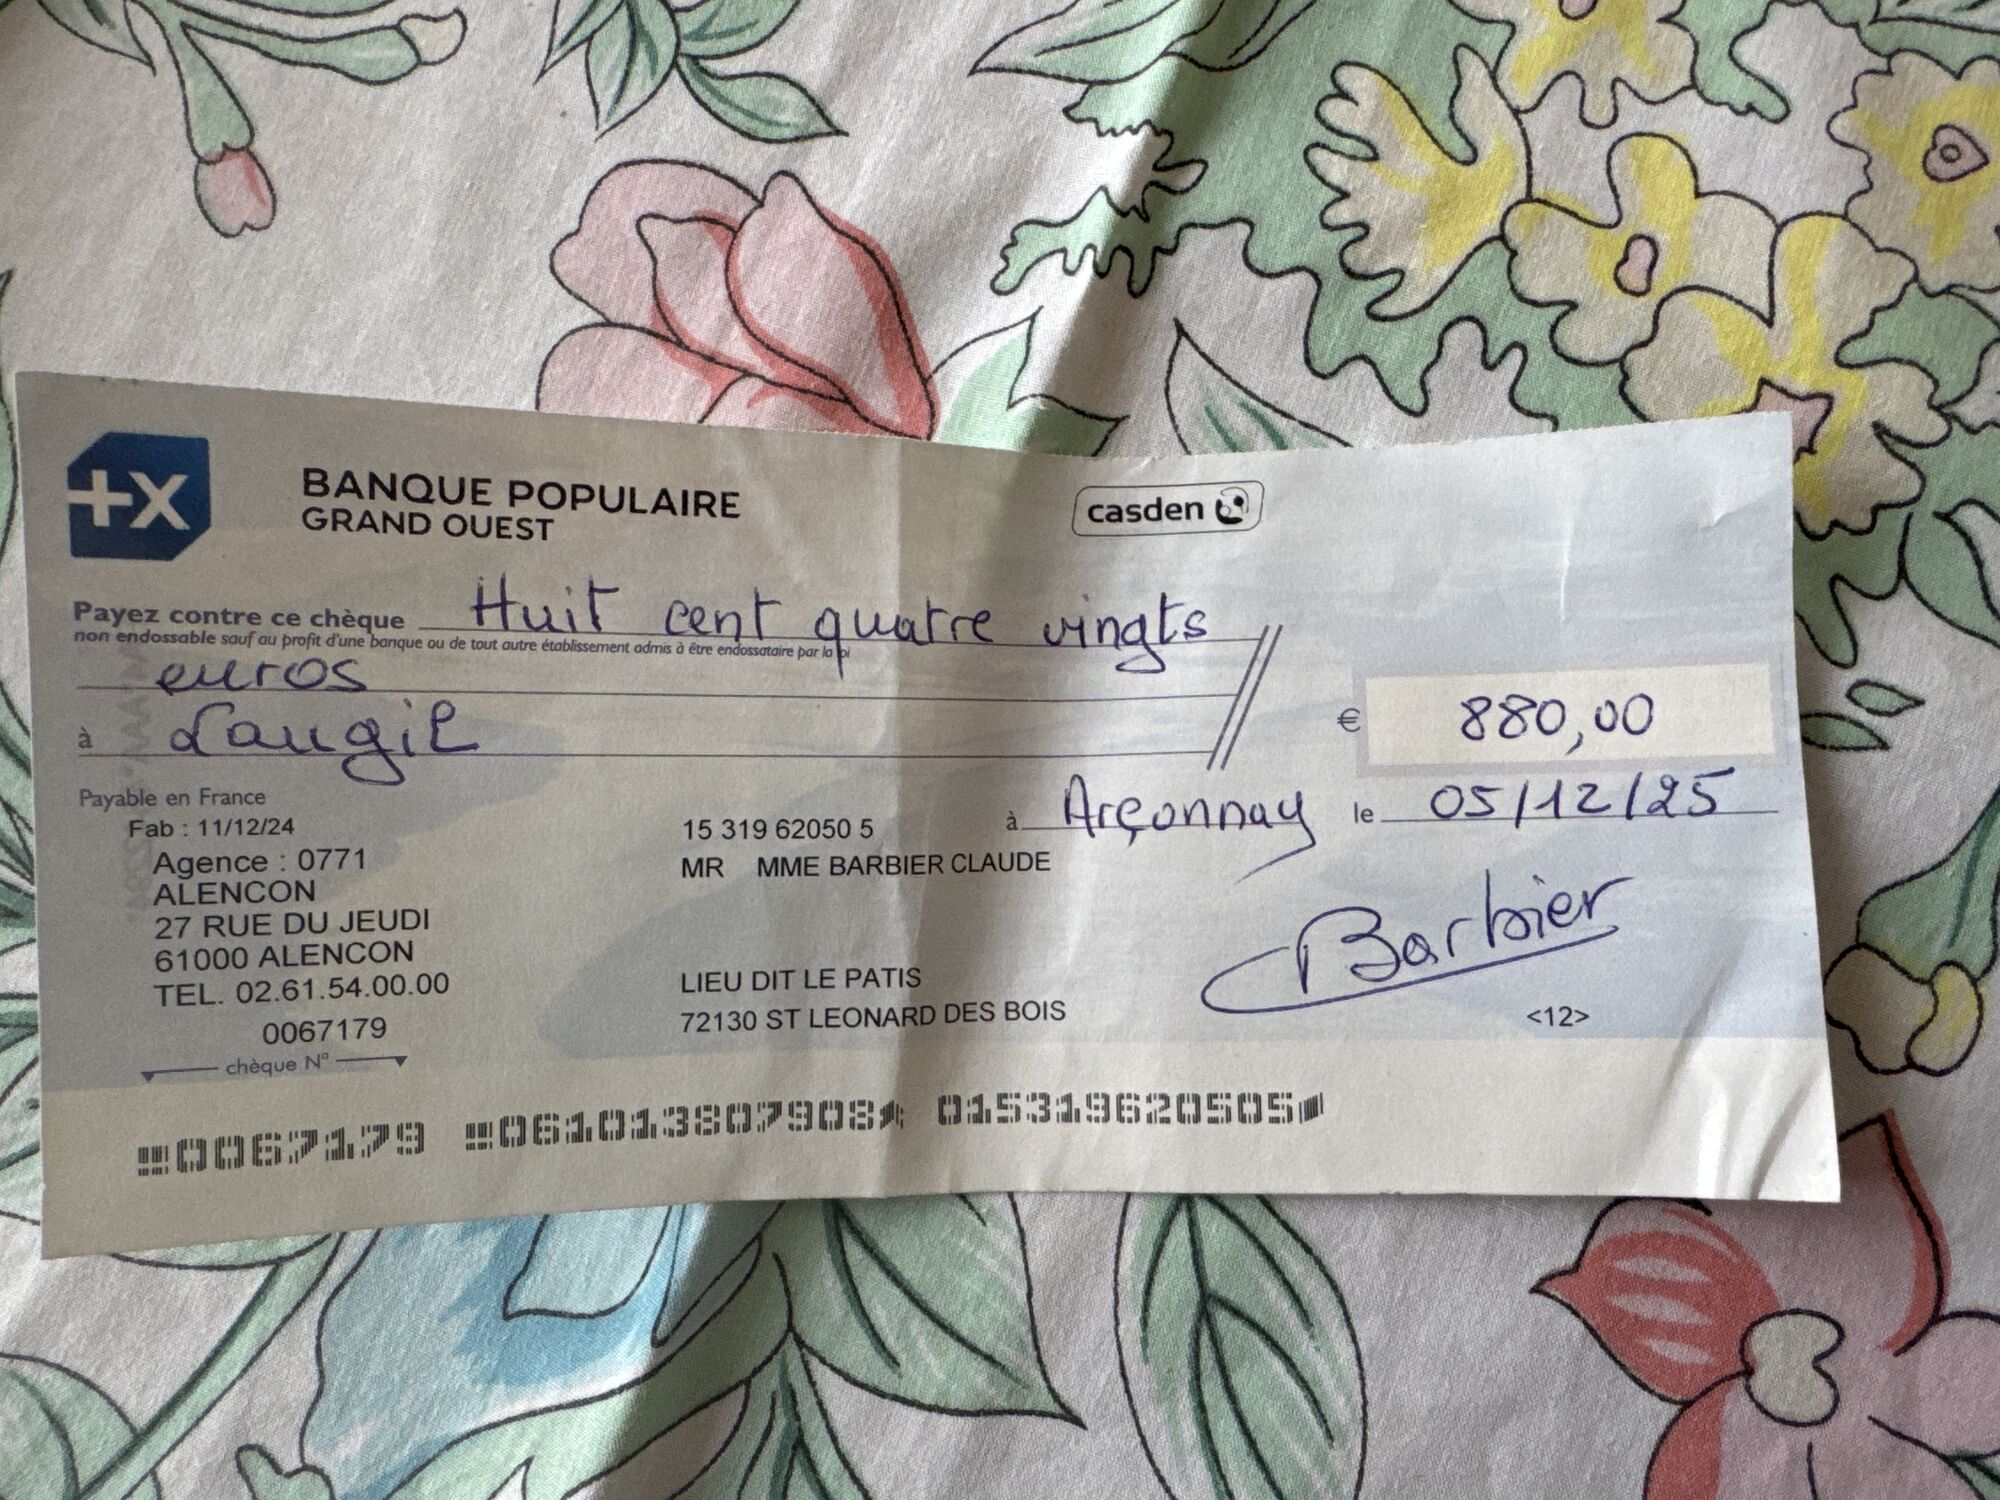 +X
BANQUE POPULAIRE
GRAND OUEST
casden
Payez contre ce chèque Huit cent quatre vingts
non endossable sauf au profit d'une banque ou de tout autre établissement admis à être endossataire par la loi
euros
à Laugil
€ 880,00
Payable en France
à Arçonnay le 05/12/25
Fab : 11/12/24
Agence : 0771
ALENCON
27 RUE DU JEUDI
61000 ALENCON
TEL. 02.61.54.00.00
0067179
chèque N°
15 319 62050 5
MR MME BARBIER CLAUDE
LIEU DIT LE PATIS
72130 ST LEONARD DES BOIS
Barbier
<12>
0067179 061013807908 015319620505